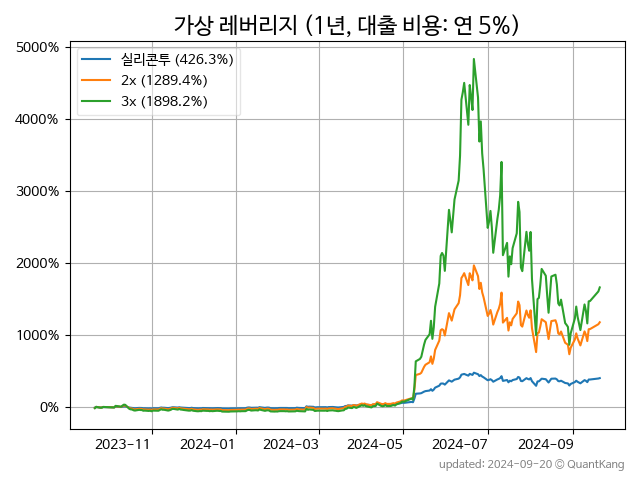 가상 레버리지 (1년, 대출 비용: 연 5%)
5000%
4000%
3000%
2000%
1000%
0%
실리콘투 (426.3%)
2x (1289.4%)
3x (1898.2%)
2023-11 2024-01 2024-03 2024-05 2024-07 2024-09
updated: 2024-09-20 © QuantKang